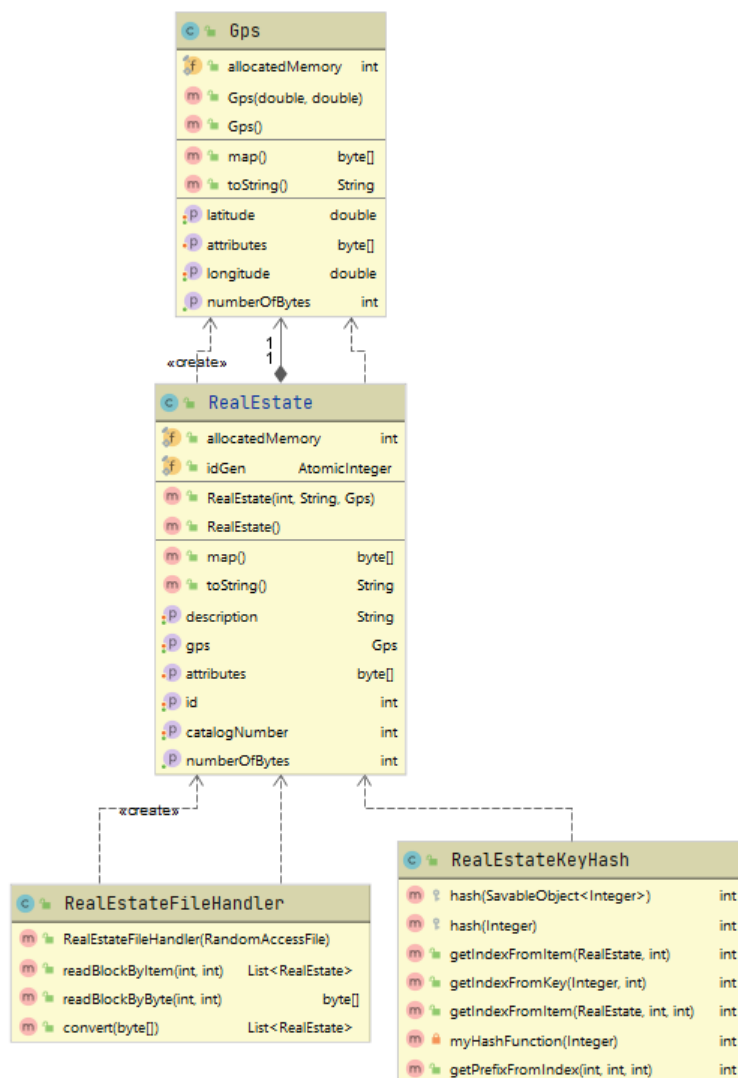 Gps
allocatedMemory int
Gps(double, double)
Gps()
map() byte[]
toString() String
latitude double
attributes byte[]
longitude double
numberOfBytes int
«create»
1
1
RealEstate
allocatedMemory int
idGen AtomicInteger
RealEstate(int, String, Gps)
RealEstate()
map() byte[]
toString() String
description String
gps Gps
attributes byte[]
id int
catalogNumber int
numberOfBytes int
«create»
RealEstateFileHandler
RealEstateFileHandler(RandomAccessFile)
readBlockByItem(int, int) List<RealEstate>
readBlockByByte(int, int) byte[]
convert(byte[]) List<RealEstate>
RealEstateKeyHash
hash(SavableObject<Integer>) int
hash(Integer) int
getIndexFromItem(RealEstate, int) int
getIndexFromKey(Integer, int) int
getIndexFromItem(RealEstate, int, int) int
myHashFunction(Integer) int
getPrefixFromIndex(int, int, int) int